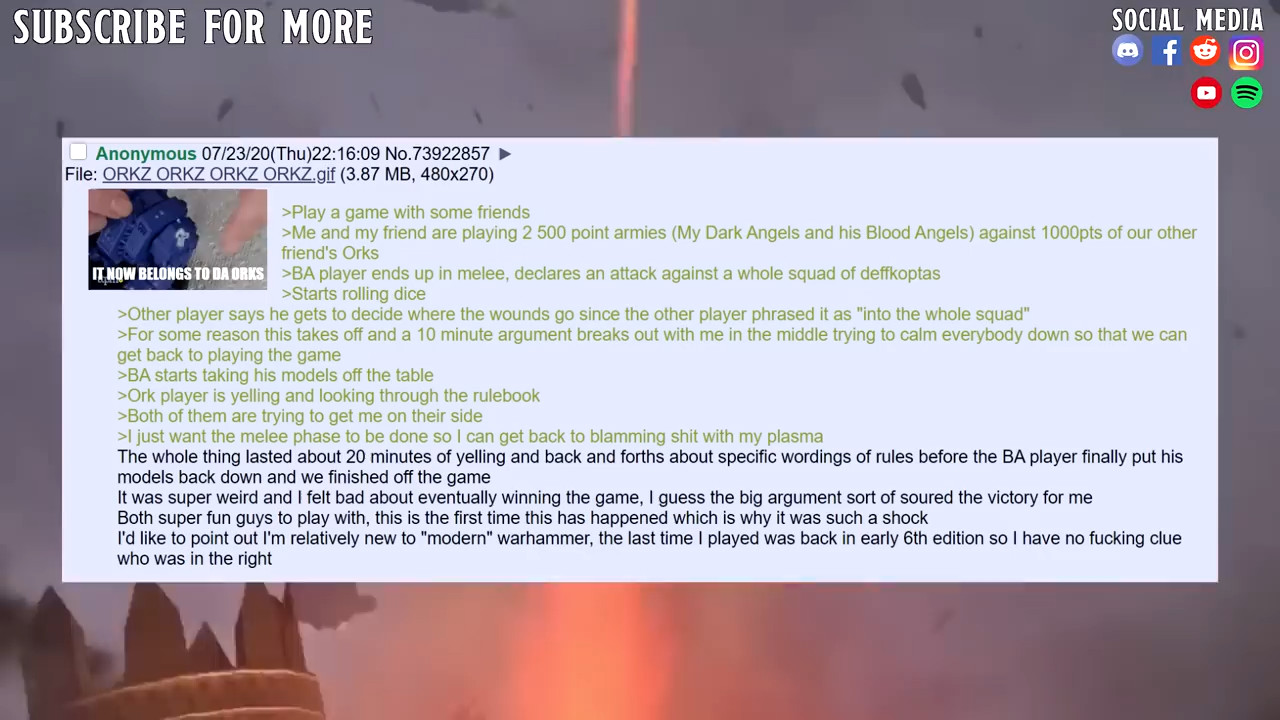 SUBSCRIBE FOR MORE
SOCIAL MEDIA
Anonymous 07/23/20(Thu)22:16:09 No.73922857
File: ORKZ ORKZ ORKZ ORKZ.gif (3.87 MB, 480x270)
IT NOW BELONGS TO DA ORKS
>Play a game with some friends
>Me and my friend are playing 2 500 point armies (My Dark Angels and his Blood Angels) against 1000pts of our other
friend's Orks
>BA player ends up in melee, declares an attack against a whole squad of deffkoptas
>Starts rolling dice
>Other player says he gets to decide where the wounds go since the other player phrased it as "into the whole squad"
>For some reason this takes off and a 10 minute argument breaks out with me in the middle trying to calm everybody down so that we can
get back to playing the game
>BA starts taking his models off the table
>Ork player is yelling and looking through the rulebook
>Both of them are trying to get me on their side
>I just want the melee phase to be done so I can get back to blamming shit with my plasma
The whole thing lasted about 20 minutes of yelling and back and forths about specific wordings of rules before the BA player finally put his
models back down and we finished off the game
It was super weird and I felt bad about eventually winning the game, I guess the big argument sort of soured the victory for me
Both super fun guys to play with, this is the first time this has happened which is why it was such a shock
I'd like to point out I'm relatively new to "modern" warhammer, the last time I played was back in early 6th edition so I have no fucking clue
who was in the right